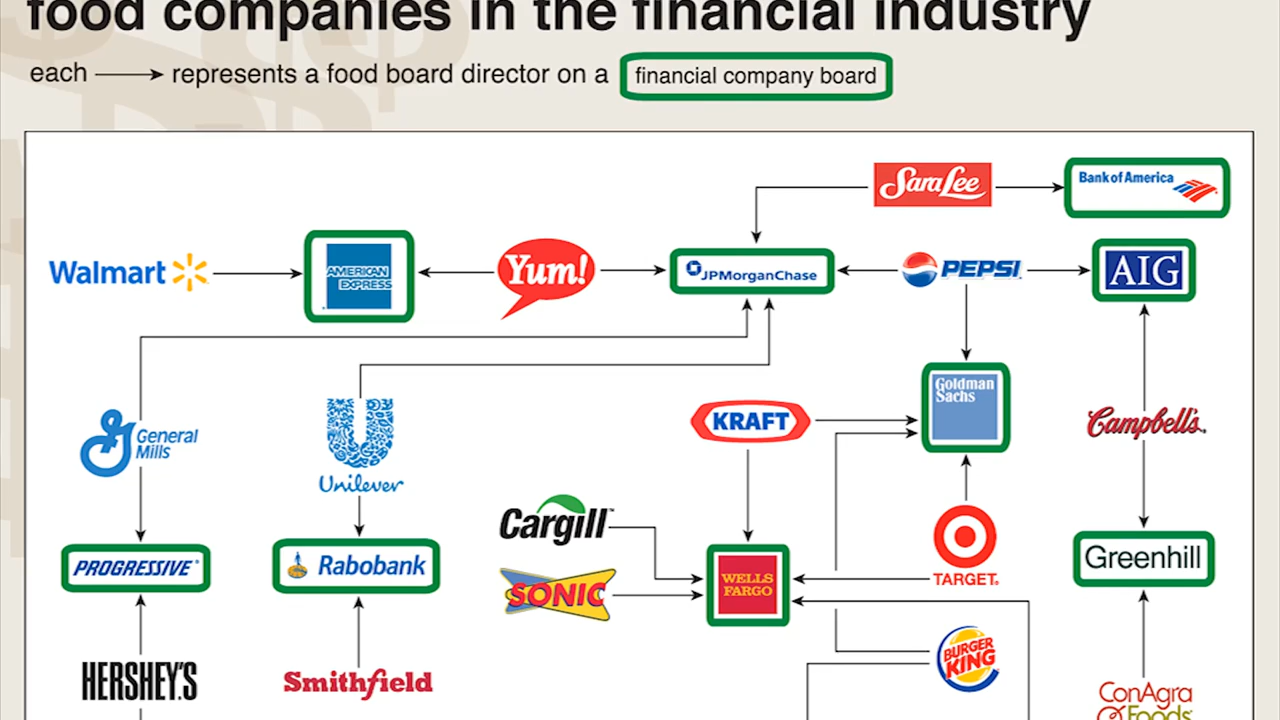 food companies in the financial industry
each represents a food board director on a financial company board
Sara Lee
Bank of America
Walmart
AMERICAN
EXPRESS
Yum!
JPMorganChase
PEPSI
AIG
Goldman
Sachs
General
Mills
Unilever
KRAFT
Campbell's
Cargill
PROGRESSIVE
Rabobank
SONIC
WELLS
FARGO
TARGET
Greenhill
HERSHEY'S
Smithfield
BURGER
KING
ConAgra
Foods